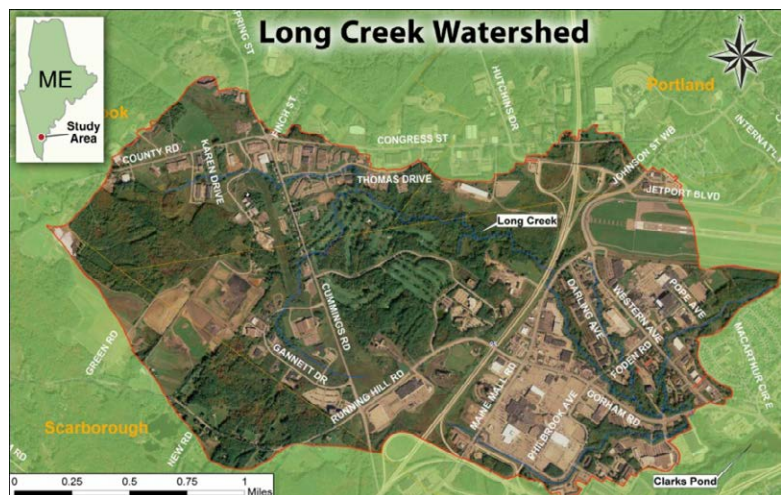 Long Creek Watershed
ME
Study
Area
SPRING ST
HUTCHINS DR
Portland
ok
COUNTY RD
KAREN DRIVE
CONGRESS ST
THOMAS DRIVE
JOHNSON ST WB
JETPORT BLVD
Long Creek
CUMMINGS RD
GREEN RD
GANNETT DR
RUNNING HILL RD
MAINE MALL RD
PHILBROOK AVE
DARLING AVE
WESTERN AVE
POPE AVE
FODEN RD
GORHAM RD
MACARTHUR CIR E
Scarborough
NEW RD
Clarks Pond
0 0.25 0.5 0.75 1
Miles